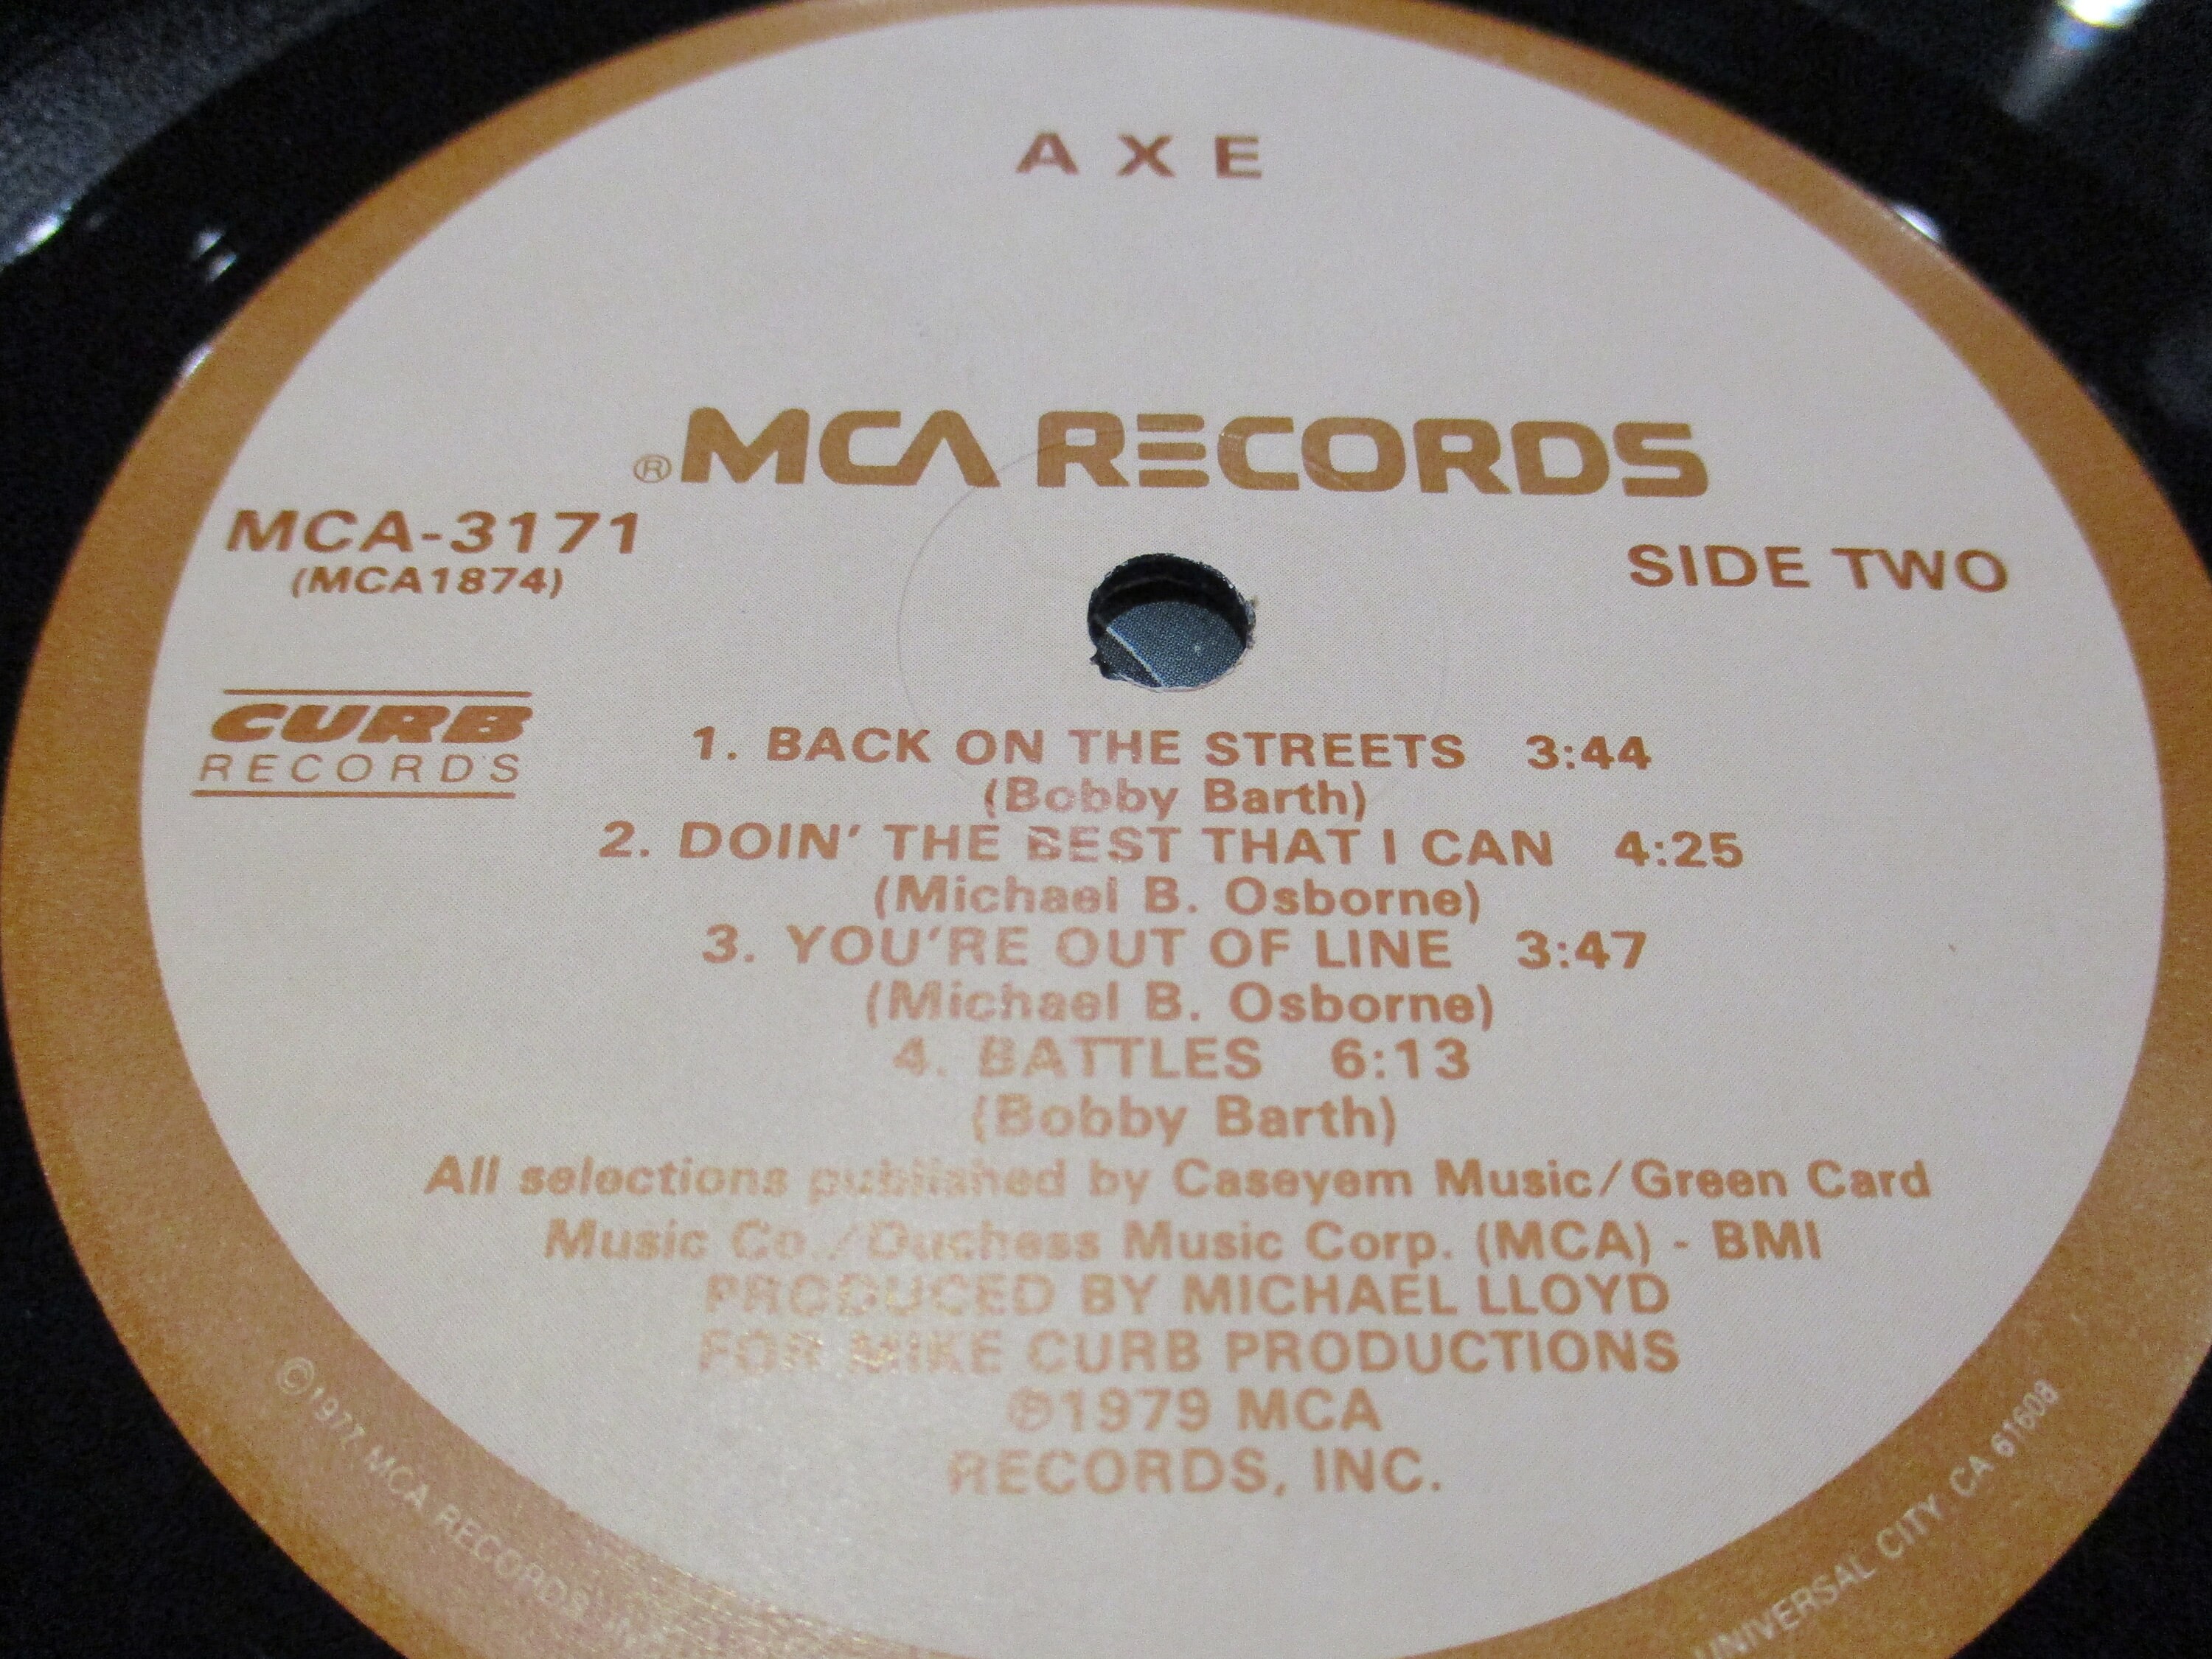 AXE
® MCA RECORDS
MCA-3171
(MCA1874)
SIDE TWO
CURB
RECORDS
1. BACK ON THE STREETS 3:44
(Bobby Barth)
2. DOIN' THE BEST THAT I CAN 4:25
(Michael B. Osborne)
3. YOU'RE OUT OF LINE 3:47
(Michael B. Osborne)
4. BATTLES 6:13
(Bobby Barth)
All selections published by Caseyem Music/Green Card
Music Co./Duchess Music Corp. (MCA) - BMI
PRODUCED BY MICHAEL LLOYD
FOR MIKE CURB PRODUCTIONS
℗1979 MCA
RECORDS, INC.
©1977 MCA RECORDS, INC.
UNIVERSAL CITY, CA 61608